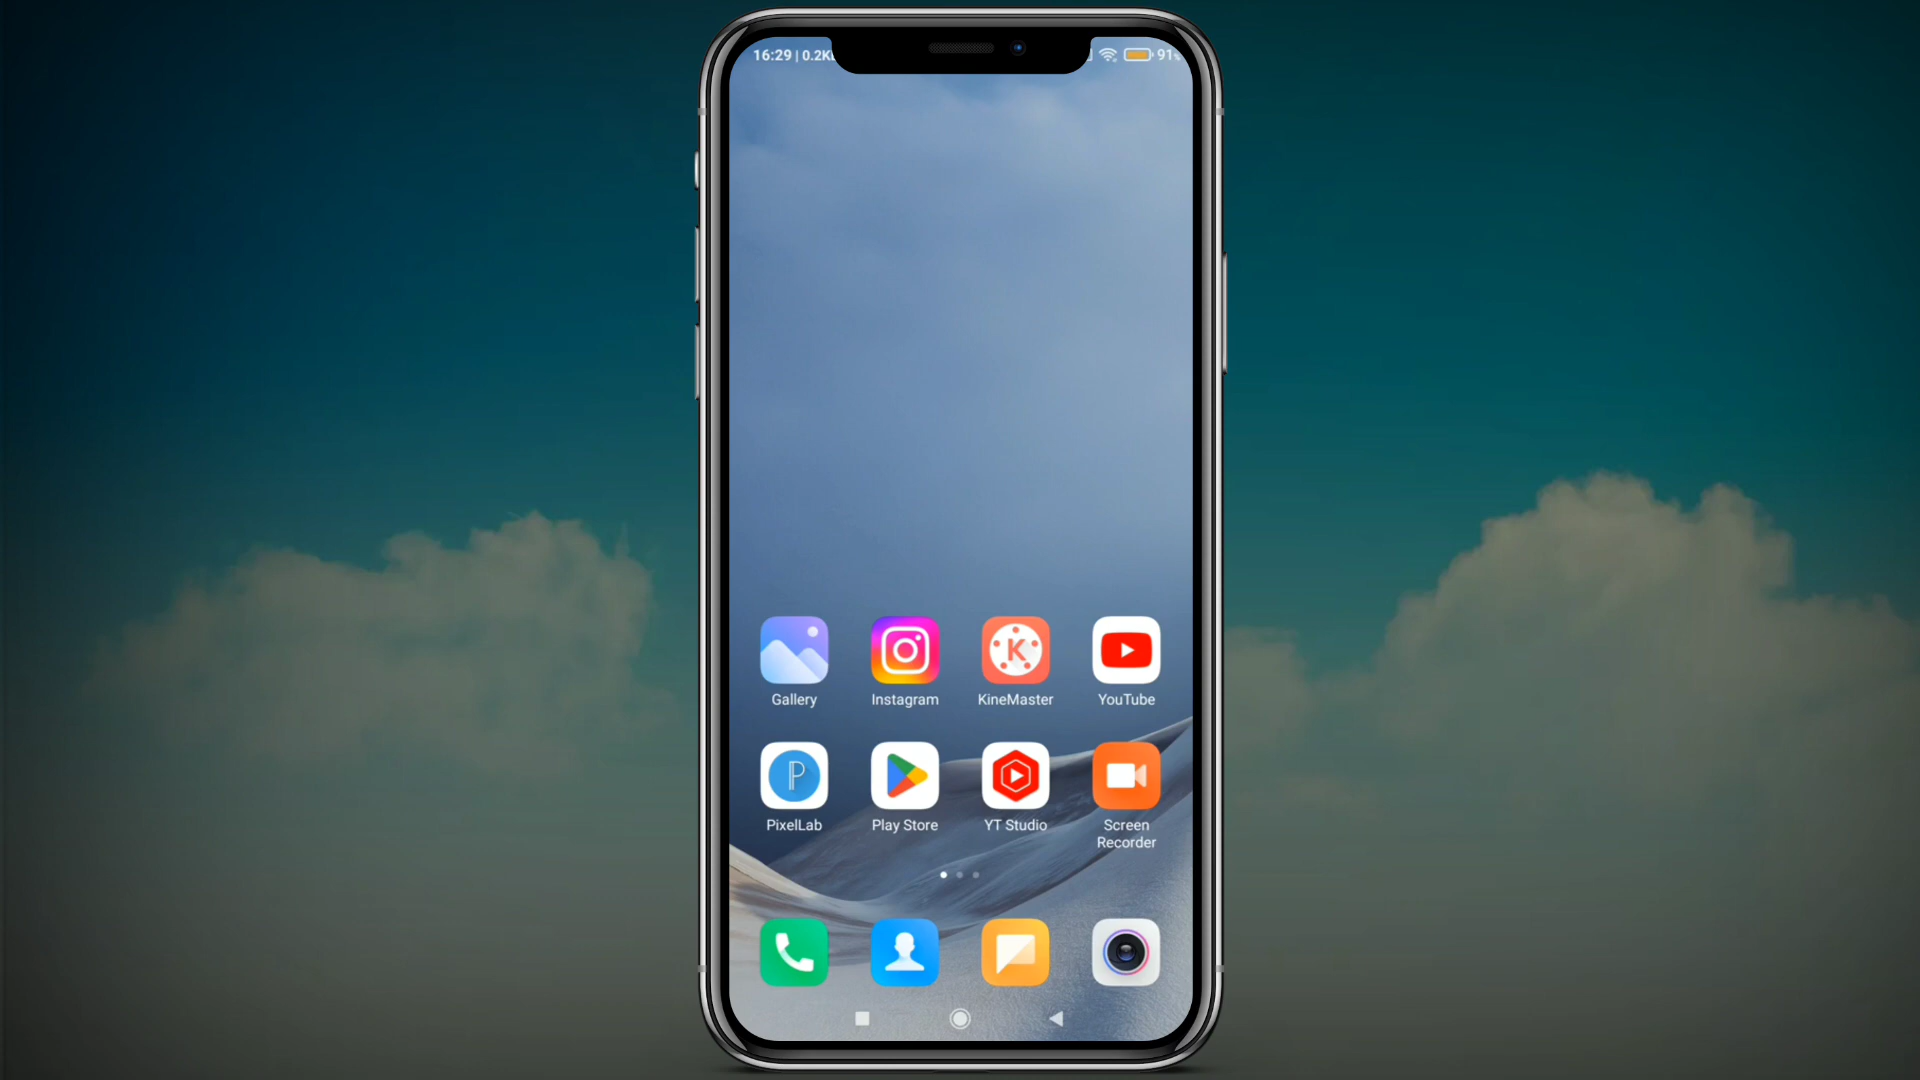 16:29 | 0.2K
91%
Gallery
Instagram
KineMaster
YouTube
PixelLab
Play Store
YT Studio
Screen
Recorder